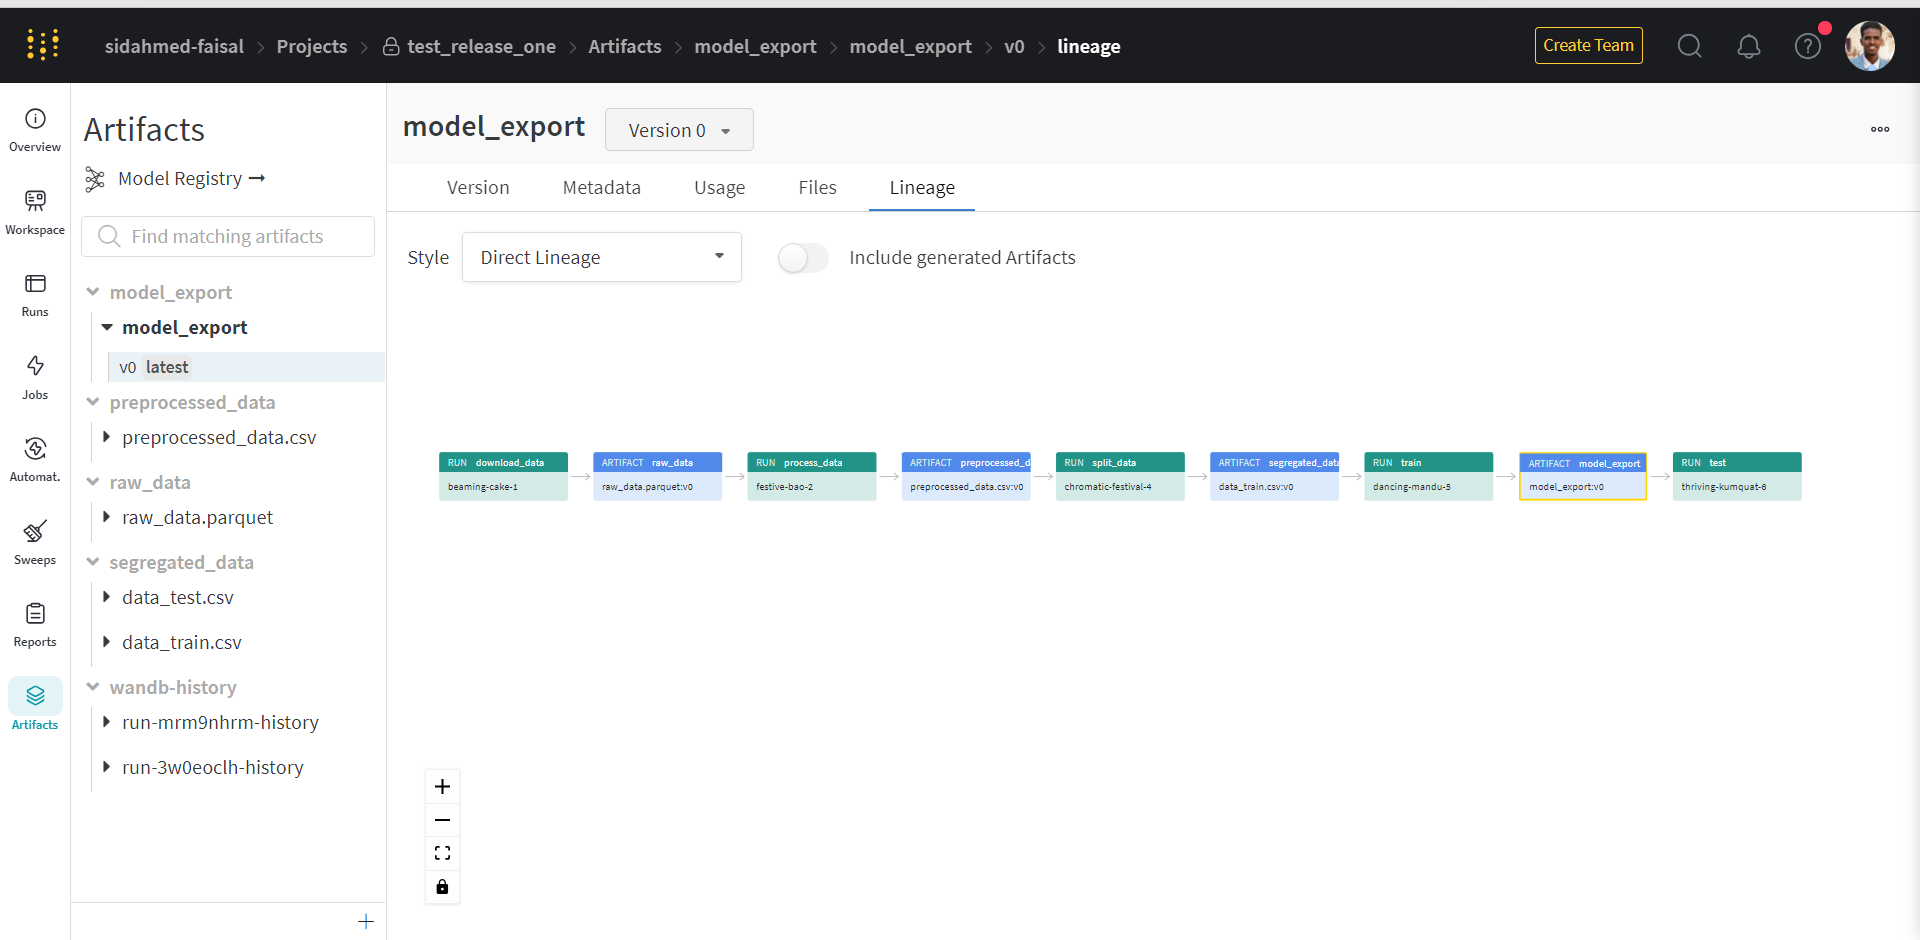 sidahmed-faisal > Projects > test_release_one > Artifacts > model_export > model_export > v0 > lineage
Create Team
Overview
Workspace
Runs
Jobs
Automat.
Sweeps
Reports
Artifacts
Artifacts
Model Registry →
Find matching artifacts
model_export
model_export
v0 latest
preprocessed_data
preprocessed_data.csv
raw_data
raw_data.parquet
segregated_data
data_test.csv
data_train.csv
wandb-history
run-mrm9nhrm-history
run-3w0eoclh-history
model_export Version 0
Version Metadata Usage Files Lineage
Style Direct Lineage Include generated Artifacts
RUN download_data
beaming-cake-1
ARTIFACT raw_data
raw_data.parquet:v0
RUN process_data
festive-bao-2
ARTIFACT preprocessed_d
preprocessed_data.csv:v0
RUN split_data
chromatic-festival-4
ARTIFACT segregated_data
data_train.csv:v0
RUN train
dancing-mandu-5
ARTIFACT model_export
model_export:v0
RUN test
thriving-kumquat-6